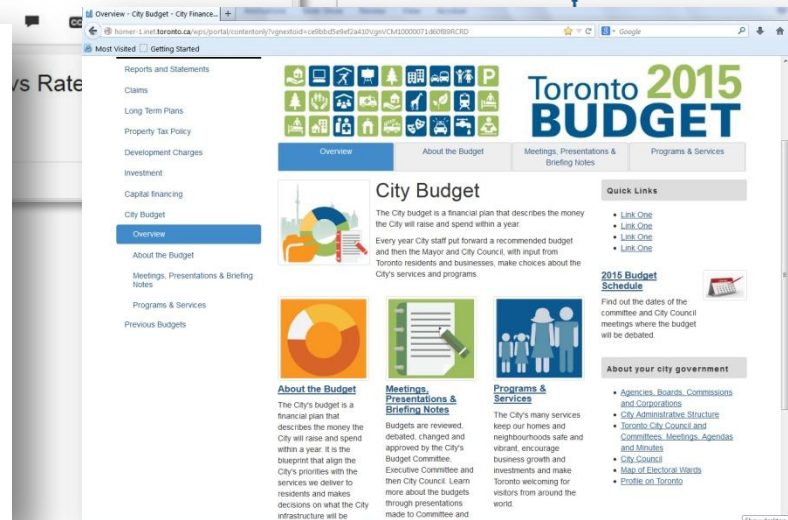 Overview - City Budget - City Finance...
homer-1.inet.toronto.ca/wps/portal/contentonly?vgnextoid=ce9bbd5e9ef2a410VgnVCM10000071d60f89RCRD
Google
Most Visited Getting Started
vs Rate
Reports and Statements
Claims
Long Term Plans
Property Tax Policy
Development Charges
Investment
Capital financing
City Budget
Overview
About the Budget
Meetings, Presentations & Briefing
Notes
Programs & Services
Previous Budgets
P
Toronto 2015
BUDGET
Overview
About the Budget
Meetings, Presentations &
Briefing Notes
Programs & Services
City Budget
The City budget is a financial plan that describes the money
the City will raise and spend within a year.
Every year City staff put forward a recommended budget
and then the Mayor and City Council, with input from
Toronto residents and businesses, make choices about the
City's services and programs.
About the Budget
The City's budget is a
financial plan that
describes the money the
City will raise and spend
within a year. It is the
blueprint that align the
City's priorities with the
services we deliver to
residents and makes
decisions on what the City
infrastructure will be
Meetings,
Presentations &
Briefing Notes
Budgets are reviewed,
debated, changed and
approved by the City's
Budget Committee,
Executive Committee and
then City Council. Learn
more about the budgets
through presentations
made to Committee and
Programs &
Services
The City's many services
keep our homes and
neighbourhoods safe and
vibrant, encourage
business growth and
investments and make
Toronto welcoming for
visitors from around the
world.
Quick Links
Link One
Link One
Link One
Link One
2015 Budget
Schedule
Find out the dates of the
committee and City Council
meetings where the budget
will be debated.
About your city government
Agencies, Boards, Commissions
and Corporations
City Administrative Structure
Toronto City Council and
Committees Meetings, Agendas
and Minutes
City Council
Map of Electoral Wards
Profile on Toronto
Show desktop